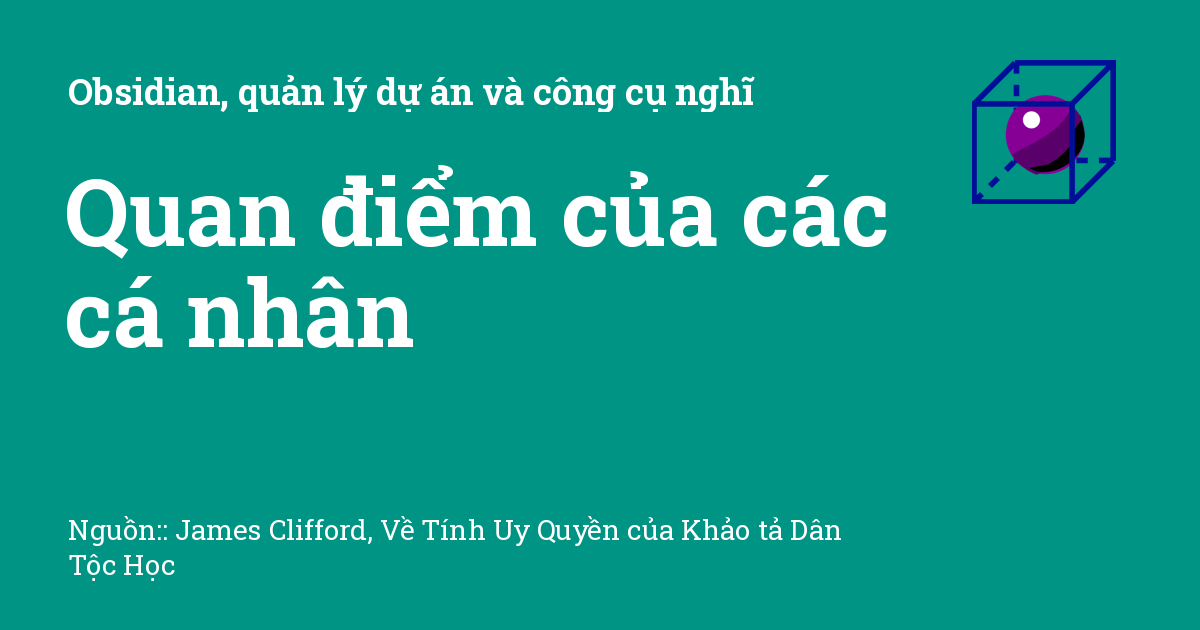 Obsidian, quản lý dự án và công cụ nghĩ
Quan điểm của các
cá nhân
Nguồn:: James Clifford, Về Tính Uy Quyền của Khảo tả Dân
Tộc Học